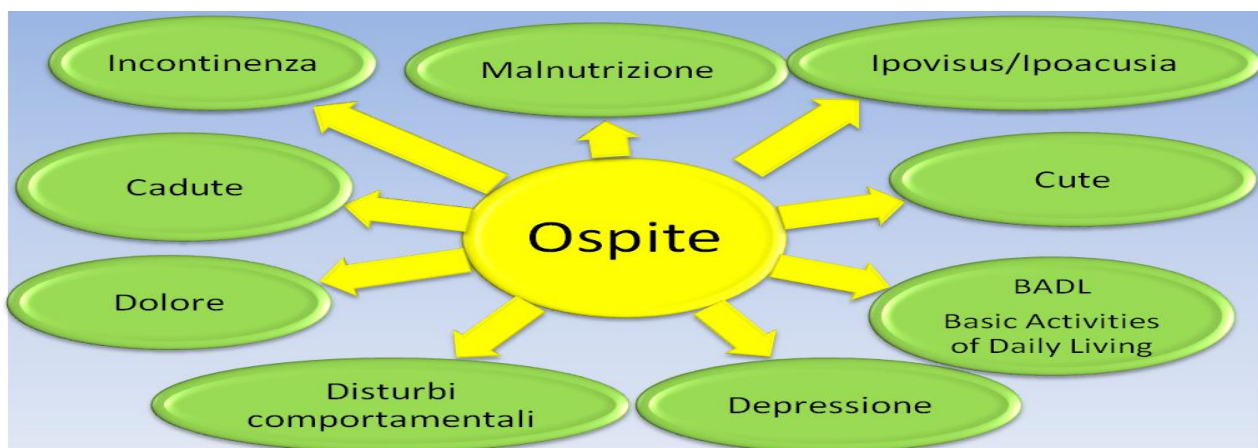 Incontinenza
Malnutrizione
Ipovisus/Ipoacusia
Cadute
Cute
Ospite
Dolore
BADL
Basic Activities
of Daily Living
Disturbi
comportamentali
Depressione